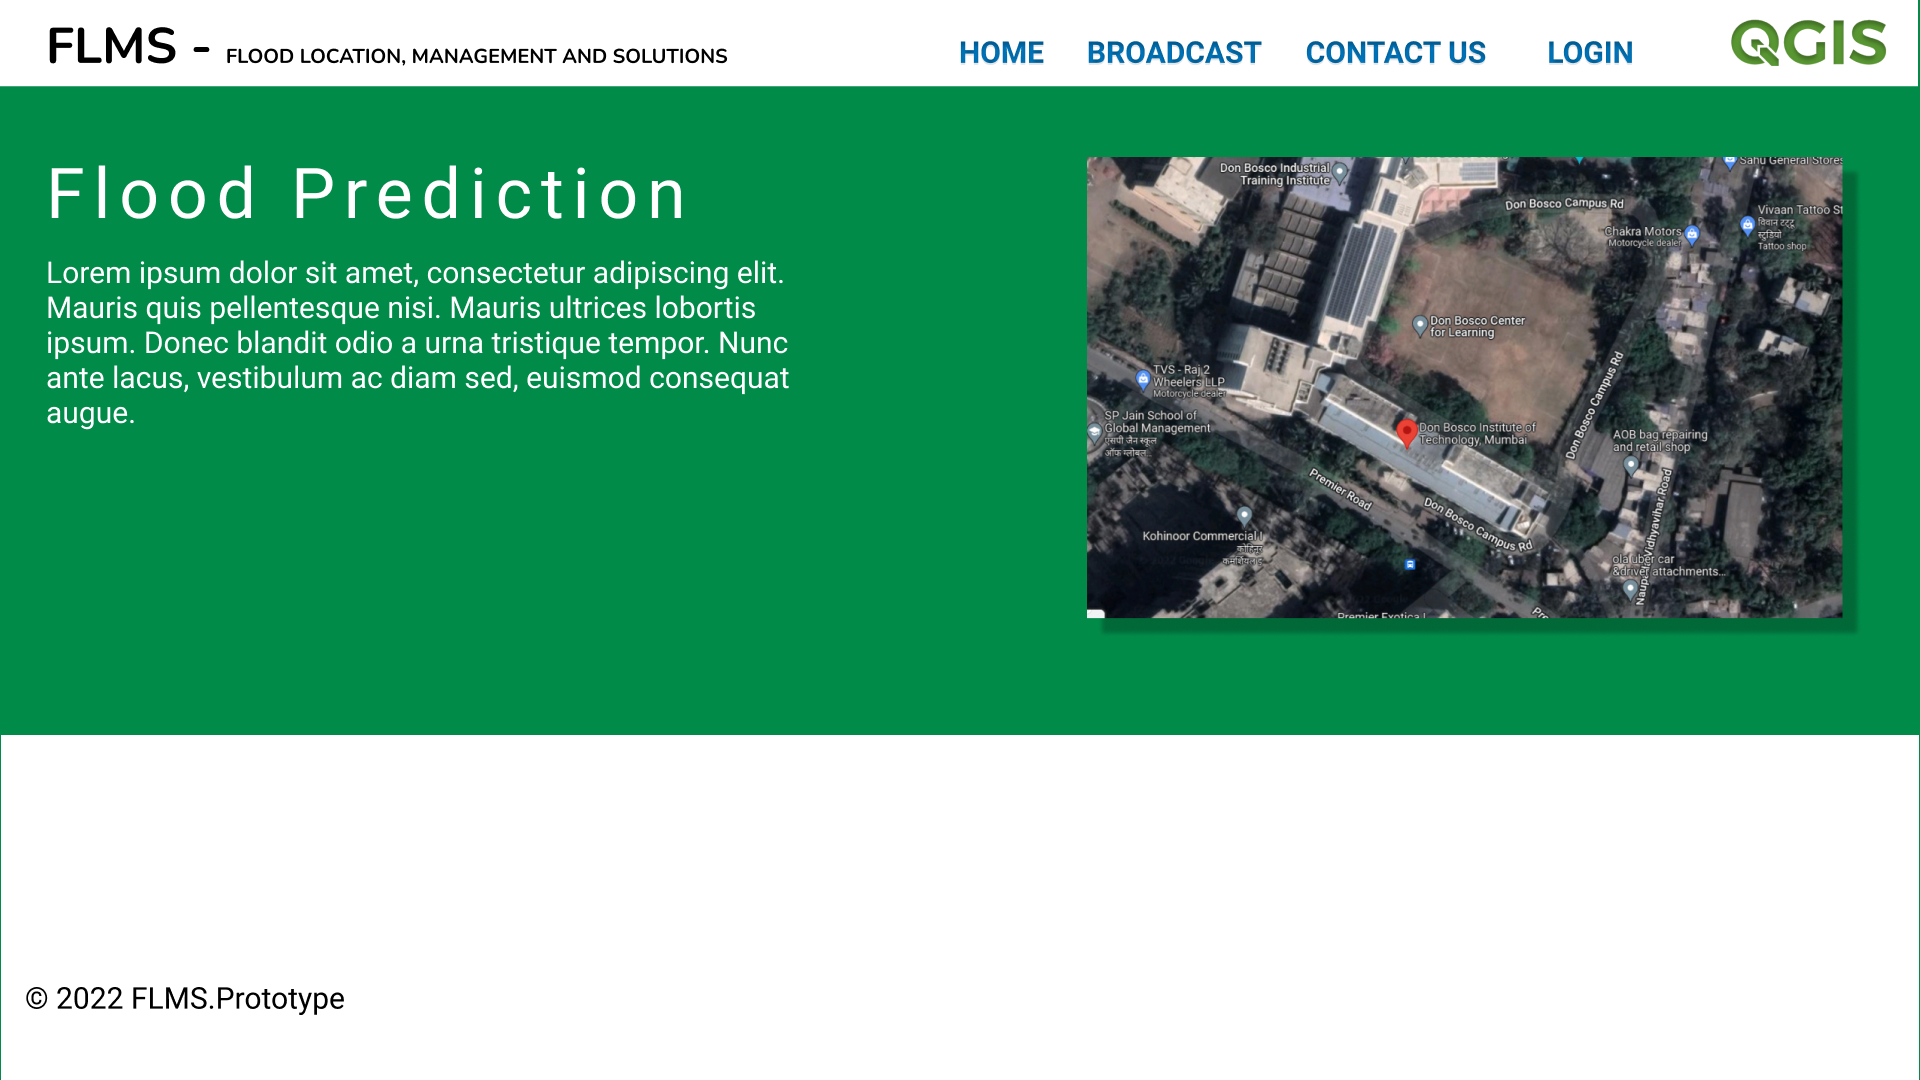 FLMS - FLOOD LOCATION, MANAGEMENT AND SOLUTIONS
HOME BROADCAST CONTACT US LOGIN
QGIS
Flood Prediction
Lorem ipsum dolor sit amet, consectetur adipiscing elit.
Mauris quis pellentesque nisi. Mauris ultrices lobortis
ipsum. Donec blandit odio a urna tristique tempor. Nunc
ante lacus, vestibulum ac diam sed, euismod consequat
augue.
Don Bosco Industrial
Training Institute
Sahu General Stores
Don Bosco Campus Rd
Vivaan Tattoo St
विवान टट्टू
स्टुडियो
Tattoo shop
Chakra Motors
Motorcycle dealer
Don Bosco Center
for Learning
TVS - Raj 2
Wheelers LLP
Motorcycle dealer
Don Bosco Campus Rd
SP Jain School of
Global Management
एसपी जैन स्कूल
ऑफ ग्लोबल...
Don Bosco Institute of
Technology, Mumbai
AOB bag repairing
and retail shop
Premier Road
Don Bosco Campus Rd
Vidhyavihar Road
Kohinoor Commercial I
कोहिनूर
ola uber car
&driver attachments...
Premier Exotica I
Pre
© 2022 FLMS.Prototype